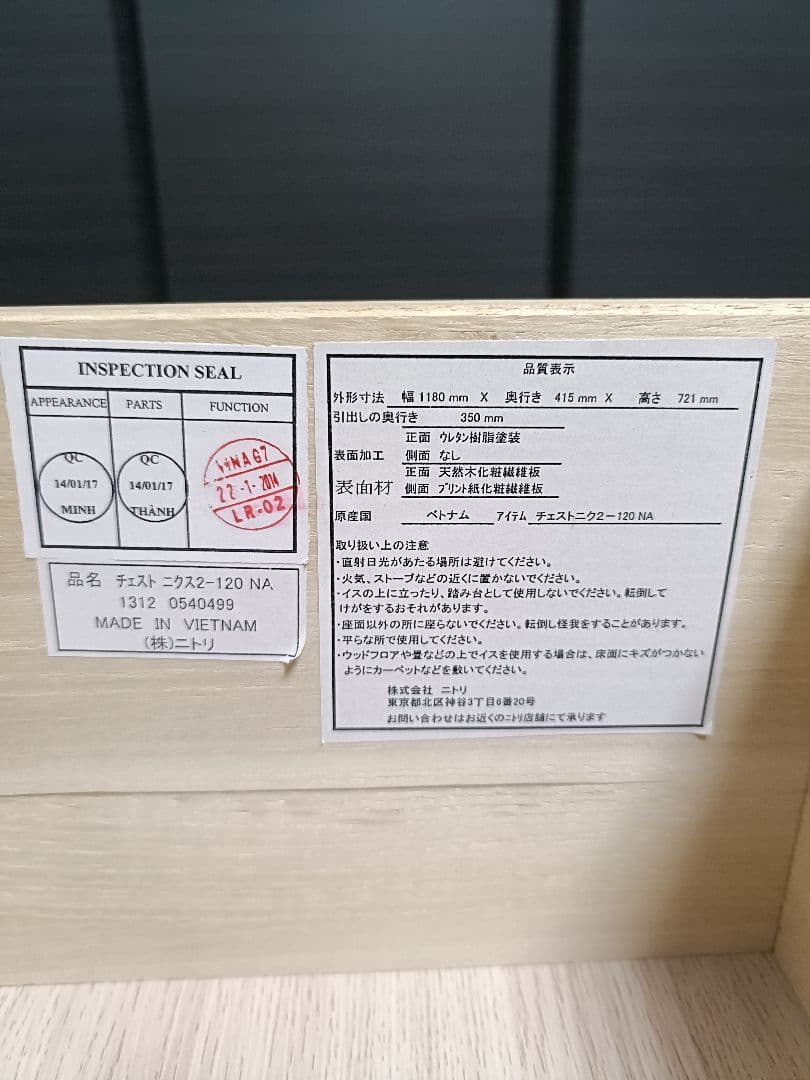 INSPECTION SEAL
APPEARANCE PARTS FUNCTION
QC
14/01/17
MINH
QC
14/01/17
THÀNH
22-1-2014
LR-02
品名 チェスト ニクス2-120 NA
1312 0540499
MADE IN VIETNAM
(株)ニトリ
品質表示
外形寸法 幅 1180 mm X 奥行き 415 mm X 高さ 721 mm
引出しの奥行き 350 mm
正面 ウレタン樹脂塗装
表面加工 側面 なし
正面 天然木化粧繊維板
表面材 側面 プリント紙化粧繊維板
原産国 ベトナム アイテム チェストニク2-120 NA
取り扱い上の注意
・直射日光があたる場所は避けてください。
・火気、ストーブなどの近くに置かないでください。
・イスの上に立ったり、踏み台として使用しないでください。転倒して
けがをするおそれがあります。
・座面以外の所に座らないでください。転倒し怪我をすることがあります。
・平らな所で使用してください。
・ウッドフロアや畳などの上でイスを使用する場合は、床面にキズがつかない
ようにカーペットなどを敷いてください。
株式会社 ニトリ
東京都北区神谷3丁目6番20号
お問い合わせはお近くのニトリ店舗にて承ります